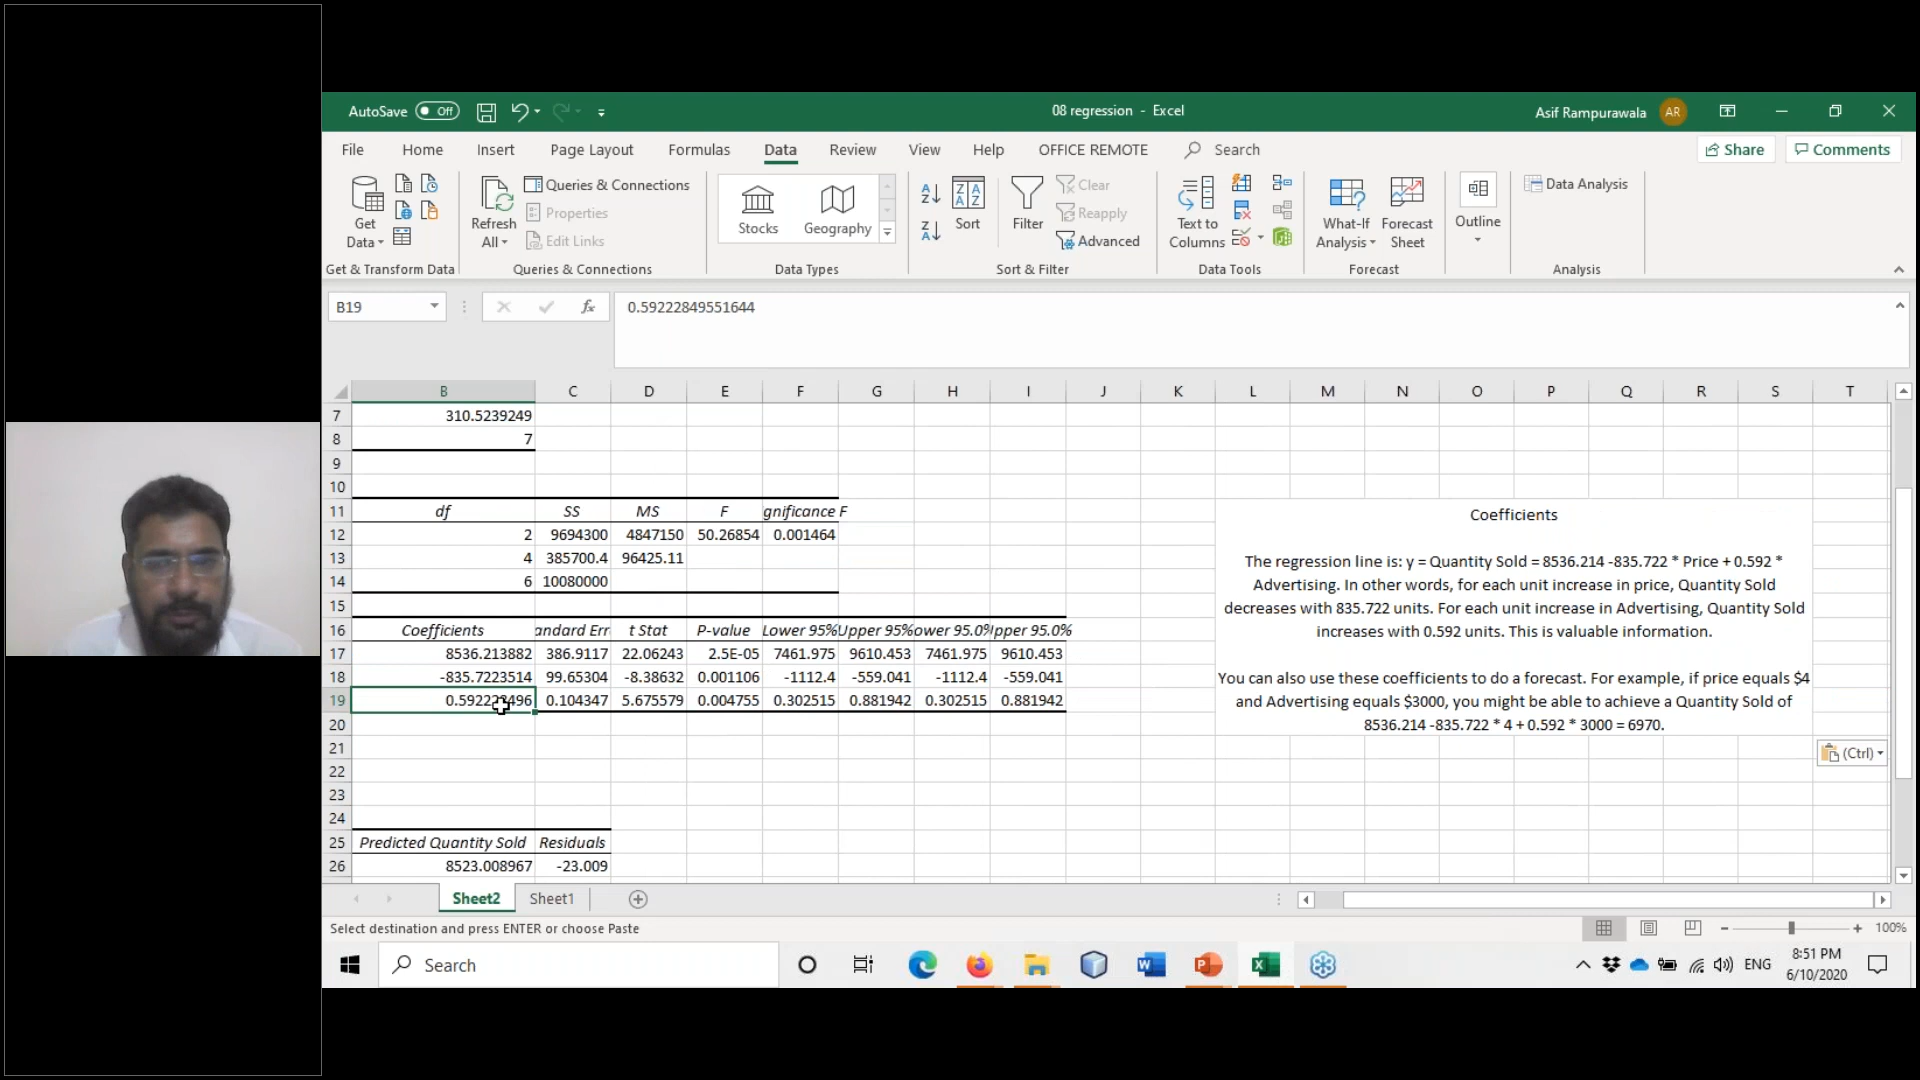 AutoSave Off
08 regression - Excel
Asif Rampurawala AR
File Home Insert Page Layout Formulas Data Review View Help OFFICE REMOTE Search
Share Comments
Get Data
Refresh All
Queries & Connections
Properties
Edit Links
Stocks Geography
Sort
Filter
Clear
Reapply
Advanced
Text to Columns
What-If Analysis
Forecast Sheet
Outline
Data Analysis
Get & Transform Data Queries & Connections Data Types Sort & Filter Data Tools Forecast Analysis
B19 fx 0.59222849551644
B C D E F G H I J K L M N O P Q R S T
7 310.5239249
8 7
9
10
11 df SS MS F gnificance F
12 2 9694300 4847150 50.26854 0.001464
13 4 385700.4 96425.11
14 6 10080000
15
16 Coefficients andard Err t Stat P-value Lower 95% Upper 95% ower 95.0% pper 95.0%
17 8536.213882 386.9117 22.06243 2.5E-05 7461.975 9610.453 7461.975 9610.453
18 -835.7223514 99.65304 -8.38632 0.001106 -1112.4 -559.041 -1112.4 -559.041
19 0.104347 5.675579 0.004755 0.302515 0.881942 0.302515 0.881942
20
21
22
23
24
25 Predicted Quantity Sold Residuals
26 8523.008967 -23.009
Coefficients
The regression line is: y = Quantity Sold = 8536.214 -835.722 * Price + 0.592 *
Advertising. In other words, for each unit increase in price, Quantity Sold
decreases with 835.722 units. For each unit increase in Advertising, Quantity Sold
increases with 0.592 units. This is valuable information.
You can also use these coefficients to do a forecast. For example, if price equals $4
and Advertising equals $3000, you might be able to achieve a Quantity Sold of
8536.214 -835.722 * 4 + 0.592 * 3000 = 6970.
(Ctrl)
Sheet2 Sheet1
Select destination and press ENTER or choose Paste
100%
Search
ENG
8:51 PM
6/10/2020